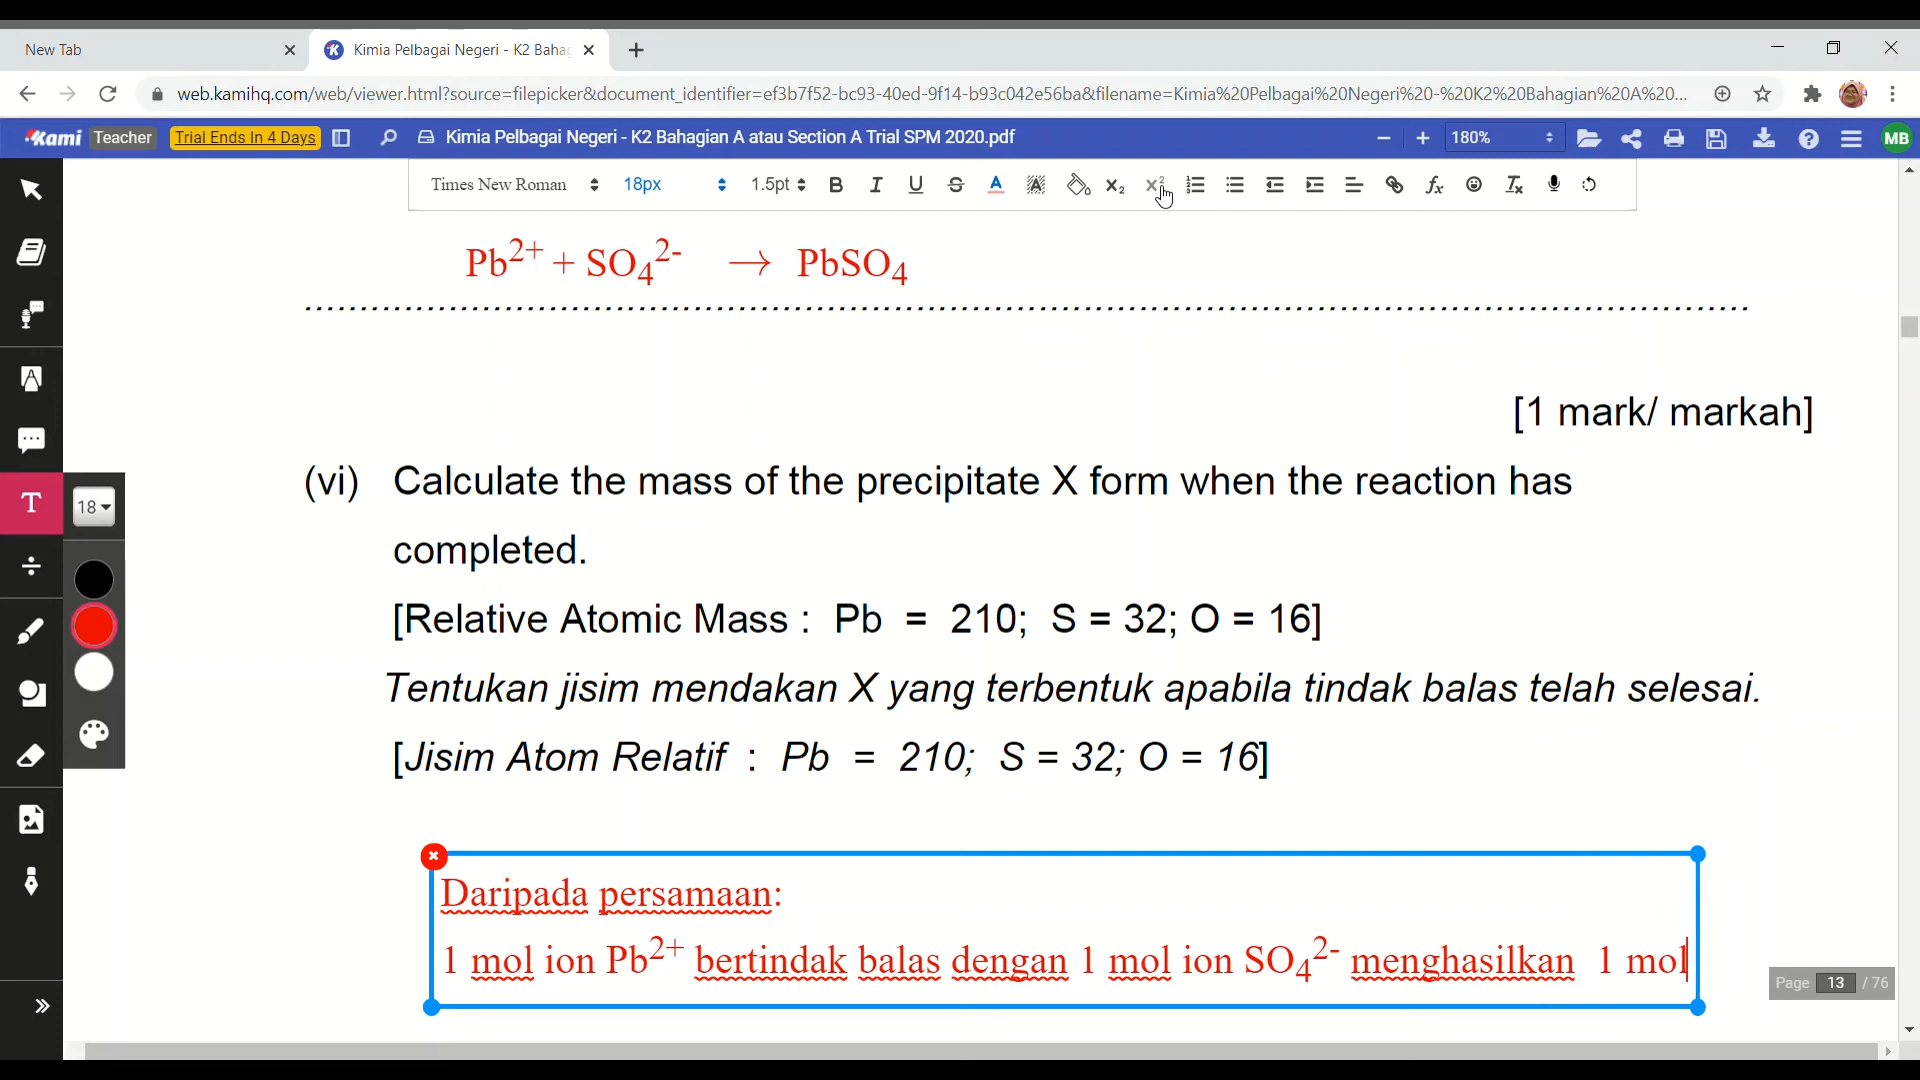 New Tab
Kimia Pelbagai Negeri - K2 Bahag
web.kamihq.com/web/viewer.html?source=filepicker&document_identifier=ef3b7f52-bc93-40ed-9f14-b93c042e56ba&filename=Kimia%20Pelbagai%20Negeri%20-%20K2%20Bahagian%20A%20...
Kami Teacher Trial Ends In 4 Days Kimia Pelbagai Negeri - K2 Bahagian A atau Section A Trial SPM 2020.pdf 180% MB
Times New Roman 18px 1.5pt B I U S A A X₂ X² fx Tx
Pb²⁺ + SO₄²⁻ → PbSO₄
[1 mark/ markah]
(vi) Calculate the mass of the precipitate X form when the reaction has
completed.
[Relative Atomic Mass : Pb = 210; S = 32; O = 16]
Tentukan jisim mendakan X yang terbentuk apabila tindak balas telah selesai.
[Jisim Atom Relatif : Pb = 210; S = 32; O = 16]
T 18
Daripada persamaan:
1 mol ion Pb²⁺ bertindak balas dengan 1 mol ion SO₄²⁻ menghasilkan 1 mol
Page 13 / 76